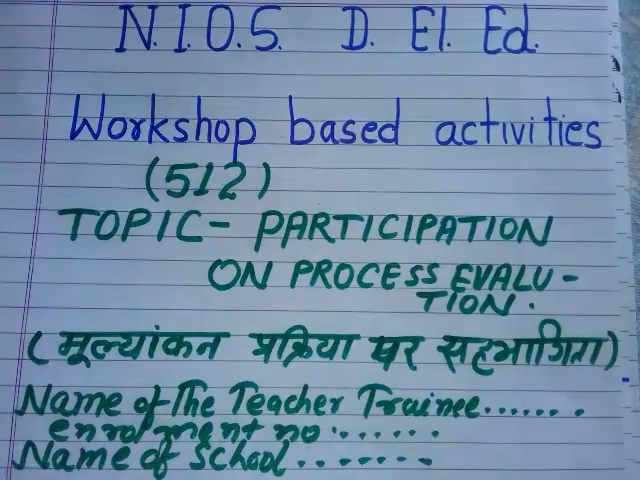 N.I.O.S. D. El. Ed.
Workshop based activities
(512)
TOPIC- PARTICIPATION
ON PROCESS EVALU-
TION.
(मूल्यांकन प्रक्रिया पर सहभागिता)
Name of The Teacher Trainee.......
enrolment no.......
Name of School........